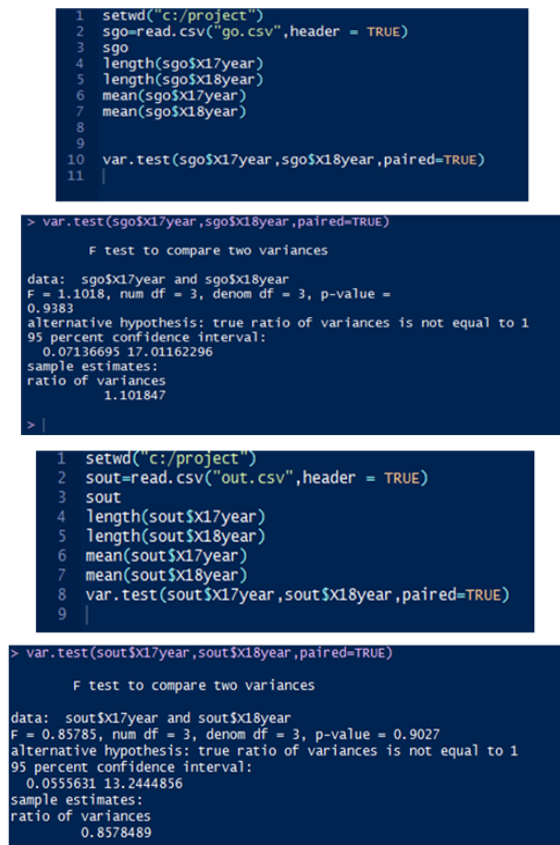 1 setwd("c:/project")
2 sgo=read.csv("go.csv",header = TRUE)
3 sgo
4 length(sgo$X17year)
5 length(sgo$X18year)
6 mean(sgo$X17year)
7 mean(sgo$X18year)
8
9
10 var.test(sgo$X17year,sgo$X18year,paired=TRUE)
11
> var.test(sgo$X17year,sgo$X18year,paired=TRUE)
F test to compare two variances
data: sgo$X17year and sgo$X18year
F = 1.1018, num df = 3, denom df = 3, p-value =
0.9383
alternative hypothesis: true ratio of variances is not equal to 1
95 percent confidence interval:
0.07136695 17.01162296
sample estimates:
ratio of variances
1.101847
>
1 setwd("c:/project")
2 sout=read.csv("out.csv",header = TRUE)
3 sout
4 length(sout$X17year)
5 length(sout$X18year)
6 mean(sout$X17year)
7 mean(sout$X18year)
8 var.test(sout$X17year,sout$X18year,paired=TRUE)
9
> var.test(sout$X17year,sout$X18year,paired=TRUE)
F test to compare two variances
data: sout$X17year and sout$X18year
F = 0.85785, num df = 3, denom df = 3, p-value = 0.9027
alternative hypothesis: true ratio of variances is not equal to 1
95 percent confidence interval:
0.0555631 13.2444856
sample estimates:
ratio of variances
0.8578489